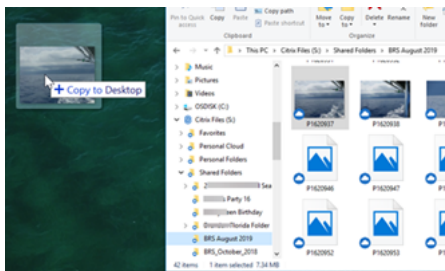 Copy path
Pin to Quick access
Copy
Paste
Paste shortcut
Move to
Copy to
Delete
Rename
New folder
Clipboard
Organize
This PC > Citrix Files (S:) > Shared Folders > BRS August 2019
Music
Pictures
Videos
OSDISK (C:)
Citrix Files (S:)
Favorites
Personal Cloud
Personal Folders
Shared Folders
Sea
Party 16
Birthday
Florida Folder
BRS August 2019
BRS_October_2018
42 items 1 item selected 7.34 MB
+ Copy to Desktop
P1620937
P1620938
P1620946
P1620947
P1620952
P1620953